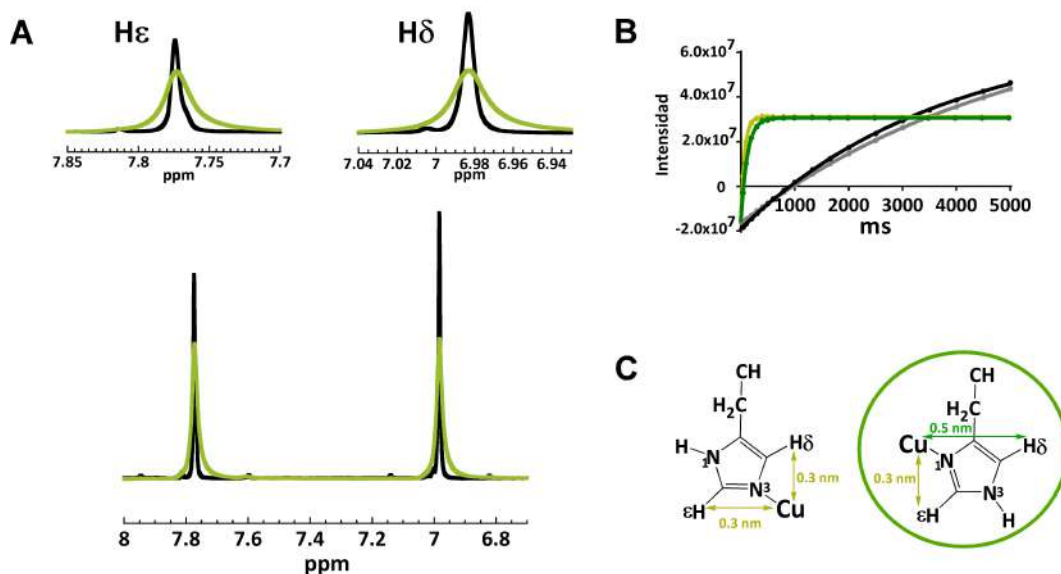 A
Hε
Hδ
7.85 7.8 7.75 7.7
ppm
7.04 7.02 7 6.98 6.96 6.94
ppm
8 7.8 7.6 7.4 7.2 7 6.8
ppm
B
6.0x10⁷
4.0x10⁷
2.0x10⁷
0
-2.0x10⁷
Intensidad
1000 2000 3000 4000 5000
ms
C
CH
H₂C
H
N
1
Hδ
0.3 nm
N³
εH
Cu
0.3 nm
CH
H₂C
0.5 nm
Cu
Hδ
N
1
0.3 nm
N3
εH
H